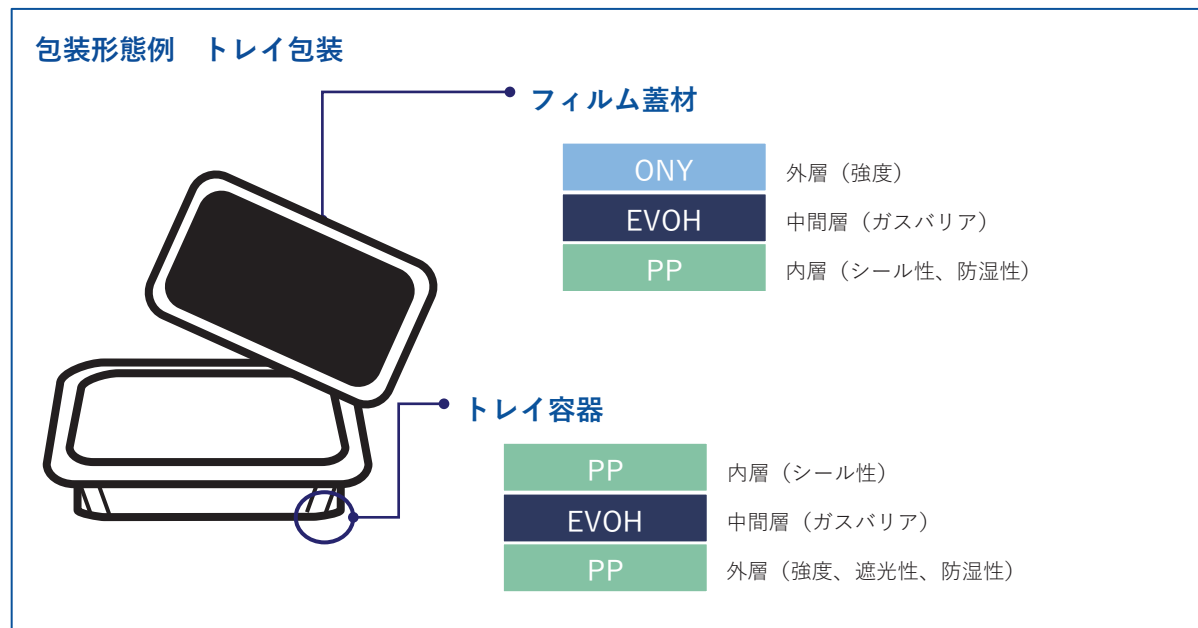 包装形態例　トレイ包装
フィルム蓋材
ONY 外層（強度）
EVOH 中間層（ガスバリア）
PP 内層（シール性、防湿性）
トレイ容器
PP 内層（シール性）
EVOH 中間層（ガスバリア）
PP 外層（強度、遮光性、防湿性）